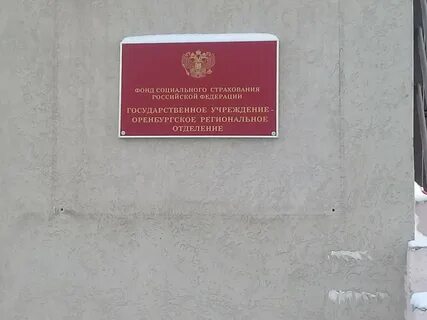 ФОНД СОЦИАЛЬНОГО СТРАХОВАНИЯ
РОССИЙСКОЙ ФЕДЕРАЦИИ
ГОСУДАРСТВЕННОЕ УЧРЕЖДЕНИЕ-
ОРЕНБУРГСКОЕ РЕГИОНАЛЬНОЕ
ОТДЕЛЕНИЕ